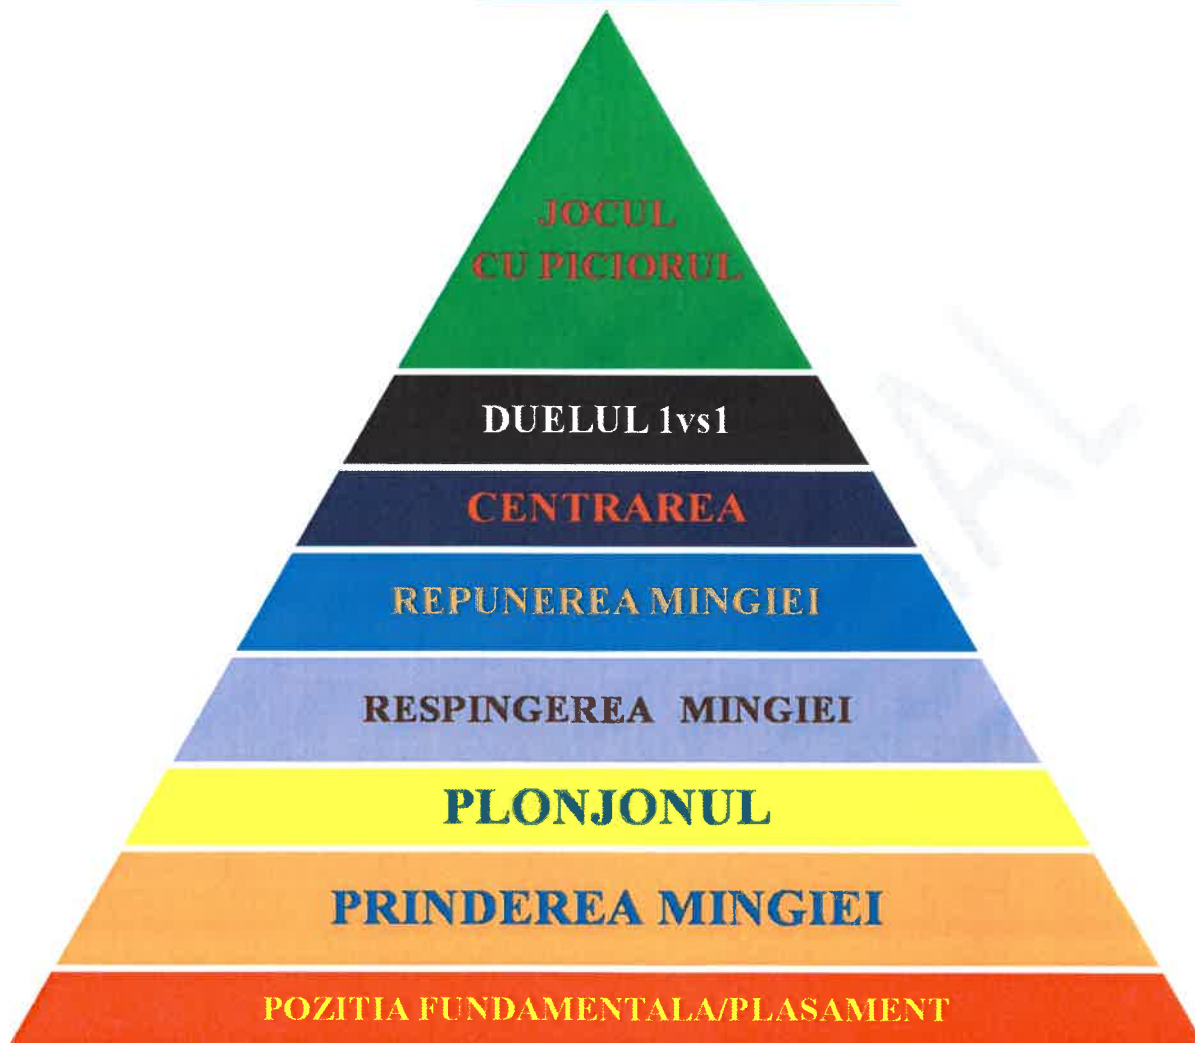 JOCUL
CU PICIORUL
DUELUL 1vs1
CENTRAREA
REPUNEREA MINGIEI
RESPINGEREA MINGIEI
PLONJONUL
PRINDEREA MINGIEI
POZITIA FUNDAMENTALA/PLASAMENT